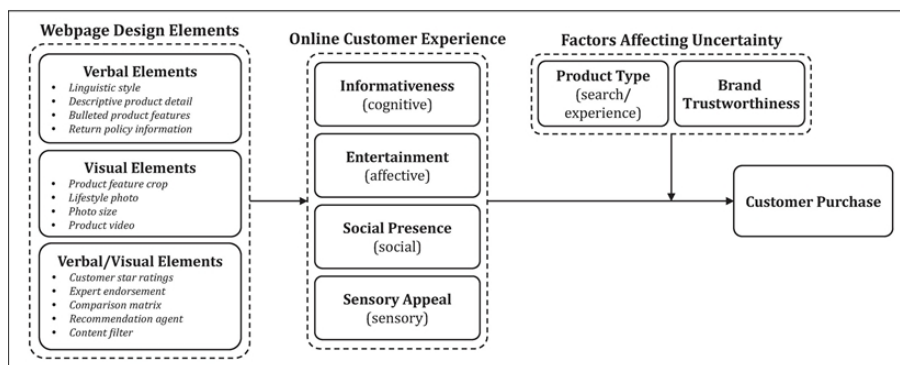 Webpage Design Elements
Verbal Elements
• Linguistic style
• Descriptive product detail
• Bulleted product features
• Return policy information
Visual Elements
• Product feature crop
• Lifestyle photo
• Photo size
• Product video
Verbal/Visual Elements
• Customer star ratings
• Expert endorsement
• Comparison matrix
• Recommendation agent
• Content filter
Online Customer Experience
Informativeness
(cognitive)
Entertainment
(affective)
Social Presence
(social)
Sensory Appeal
(sensory)
Factors Affecting Uncertainty
Product Type
(search/
experience)
Brand
Trustworthiness
Customer Purchase